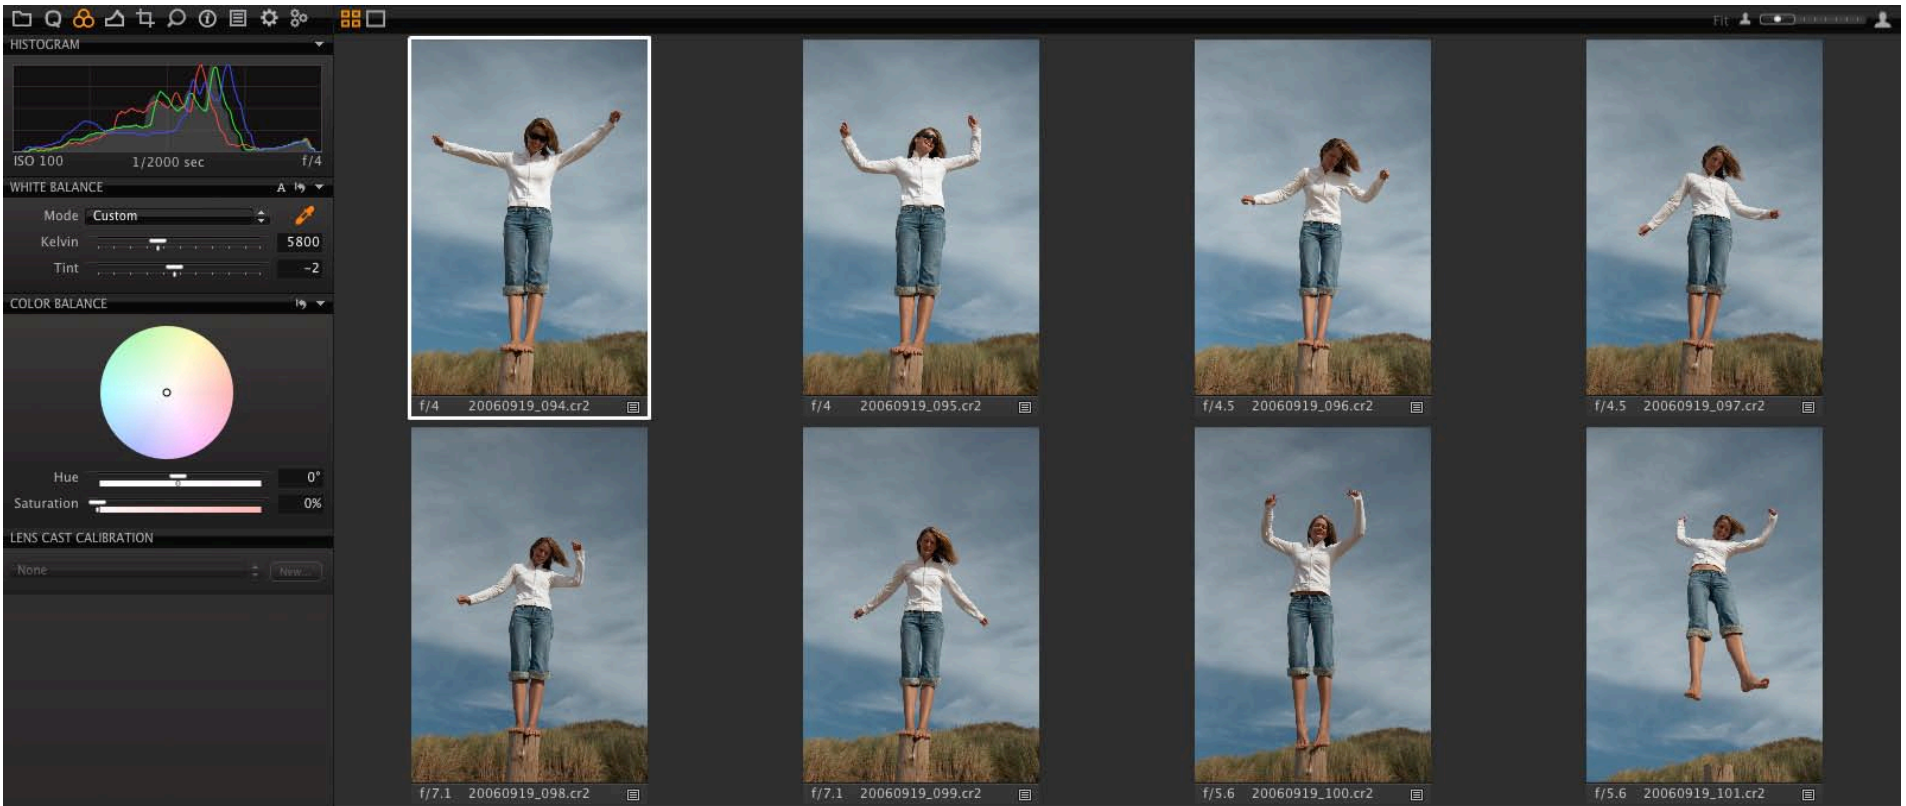 Fit
HISTOGRAM
ISO 100 1/2000 sec f/4
WHITE BALANCE A
Mode Custom
Kelvin 5800
Tint -2
COLOR BALANCE
Hue 0°
Saturation 0%
LENS CAST CALIBRATION
None New...
f/4 20060919_094.cr2
f/4 20060919_095.cr2
f/4.5 20060919_096.cr2
f/4.5 20060919_097.cr2
f/7.1 20060919_098.cr2
f/7.1 20060919_099.cr2
f/5.6 20060919_100.cr2
f/5.6 20060919_101.cr2